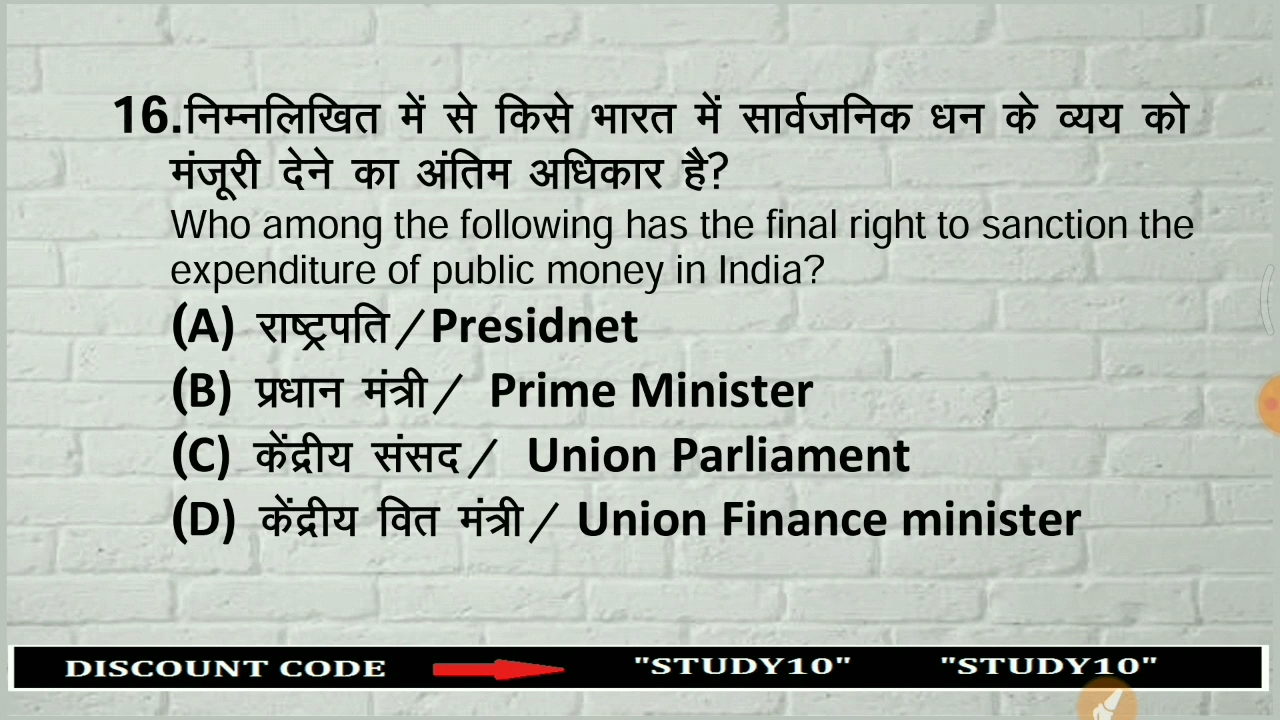 16.निम्नलिखित में से किसे भारत में सार्वजनिक धन के व्यय को
मंजूरी देने का अंतिम अधिकार है?
Who among the following has the final right to sanction the
expenditure of public money in India?
(A) राष्ट्रपति/Presidnet
(B) प्रधान मंत्री/ Prime Minister
(C) केंद्रीय संसद/ Union Parliament
(D) केंद्रीय वित मंत्री/ Union Finance minister
DISCOUNT CODE "STUDY10" "STUDY10"